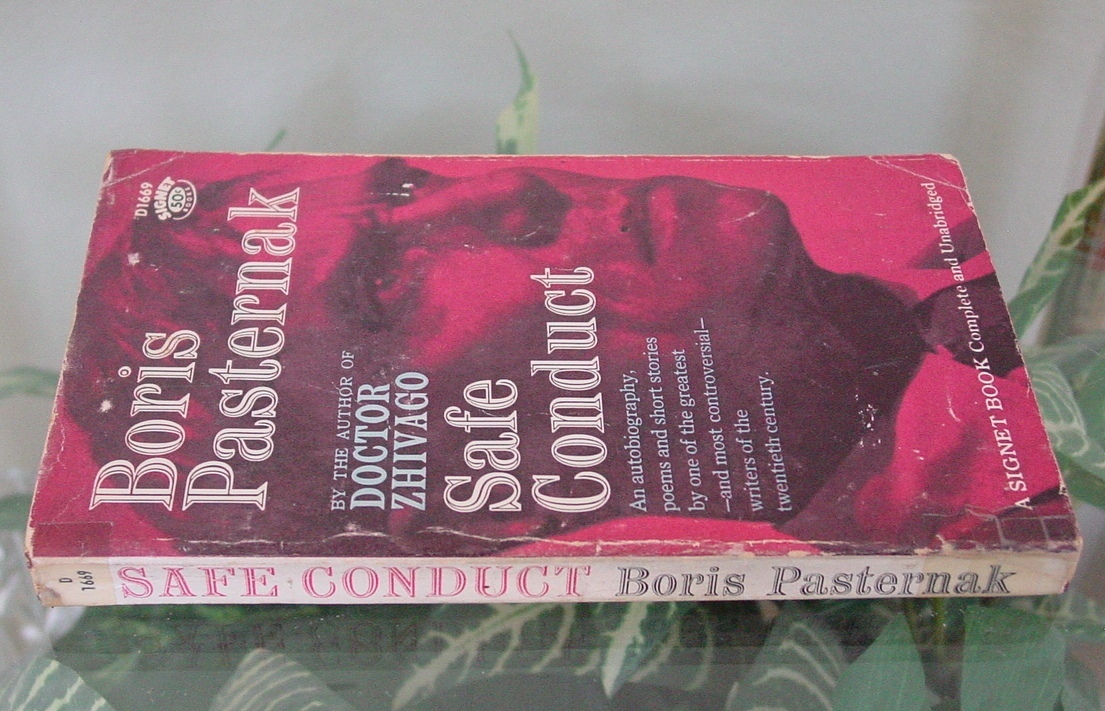 D1669
SIGNET
50¢
BOOKS
Boris
Pasternak
BY THE AUTHOR OF
DOCTOR
ZHIVAGO
Safe
Conduct
An autobiography,
poems and short stories
by one of the greatest
—and most controversial—
writers of the
twentieth century.
A SIGNET BOOK Complete and Unabridged
D
1669
SAFE CONDUCT Boris Pasternak